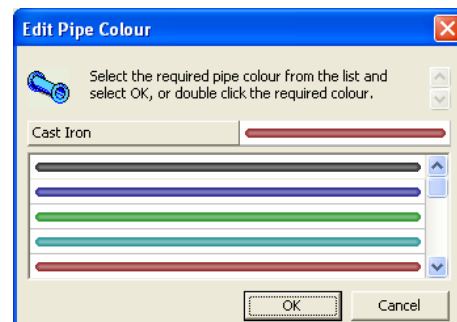 Edit Pipe Colour
Select the required pipe colour from the list and
select OK, or double click the required colour.
Cast Iron
OK
Cancel